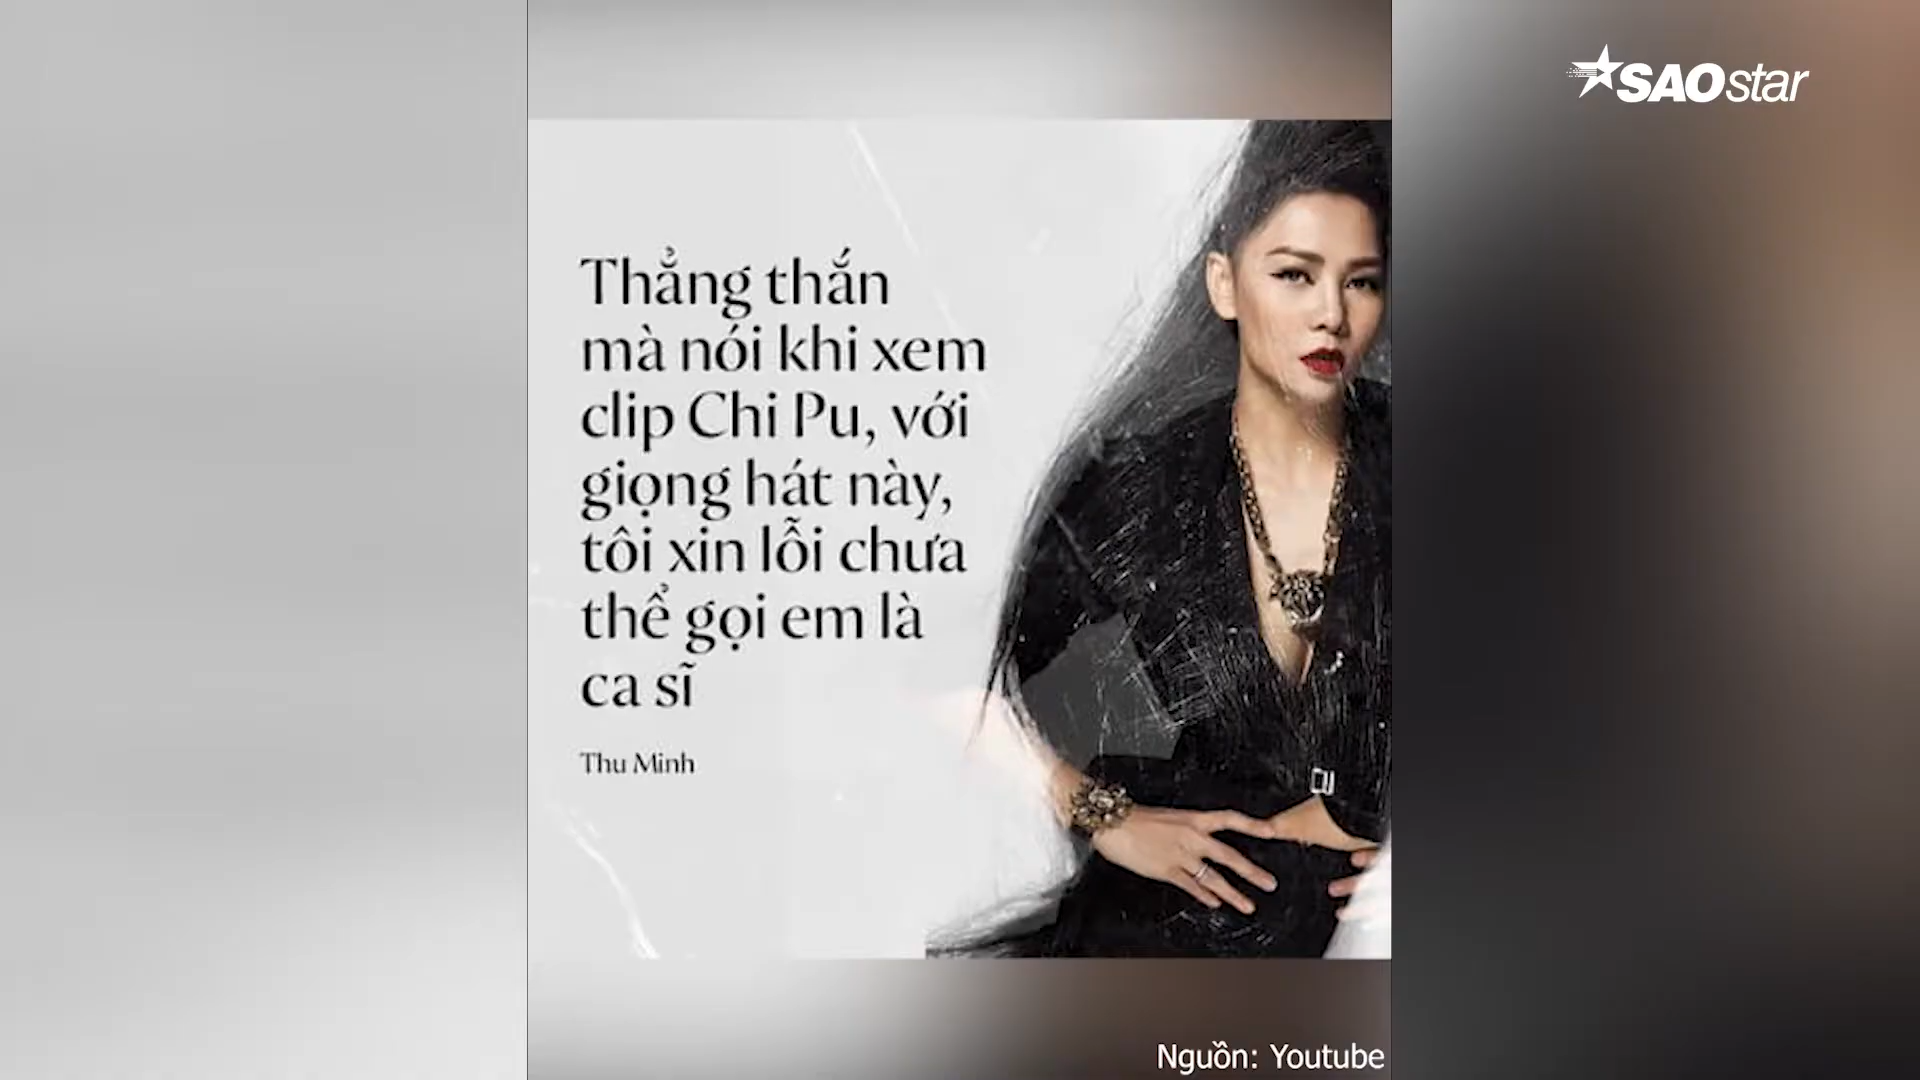 SAOstar
Thẳng thắn
mà nói khi xem
clip Chi Pu, với
giọng hát này,
tôi xin lỗi chưa
thể gọi em là
ca sĩ
Thu Minh
Nguồn: Youtube